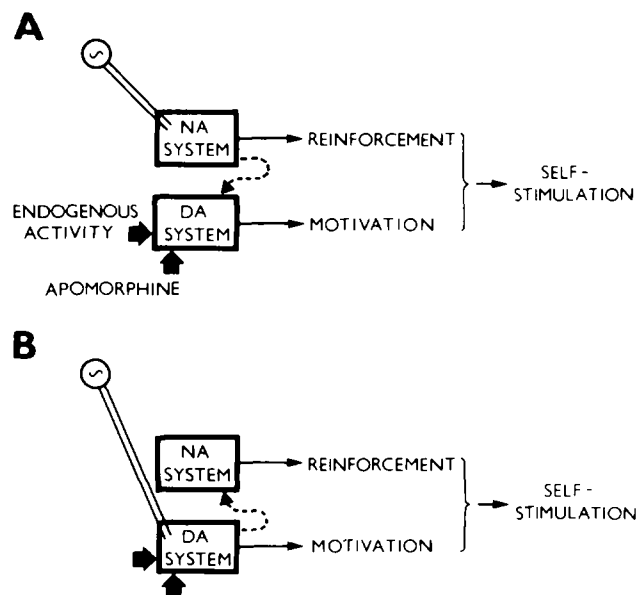 A
NA
SYSTEM
REINFORCEMENT
SELF-
STIMULATION
ENDOGENOUS
ACTIVITY
DA
SYSTEM
MOTIVATION
APOMORPHINE
B
NA
SYSTEM
REINFORCEMENT
SELF-
STIMULATION
DA
SYSTEM
MOTIVATION